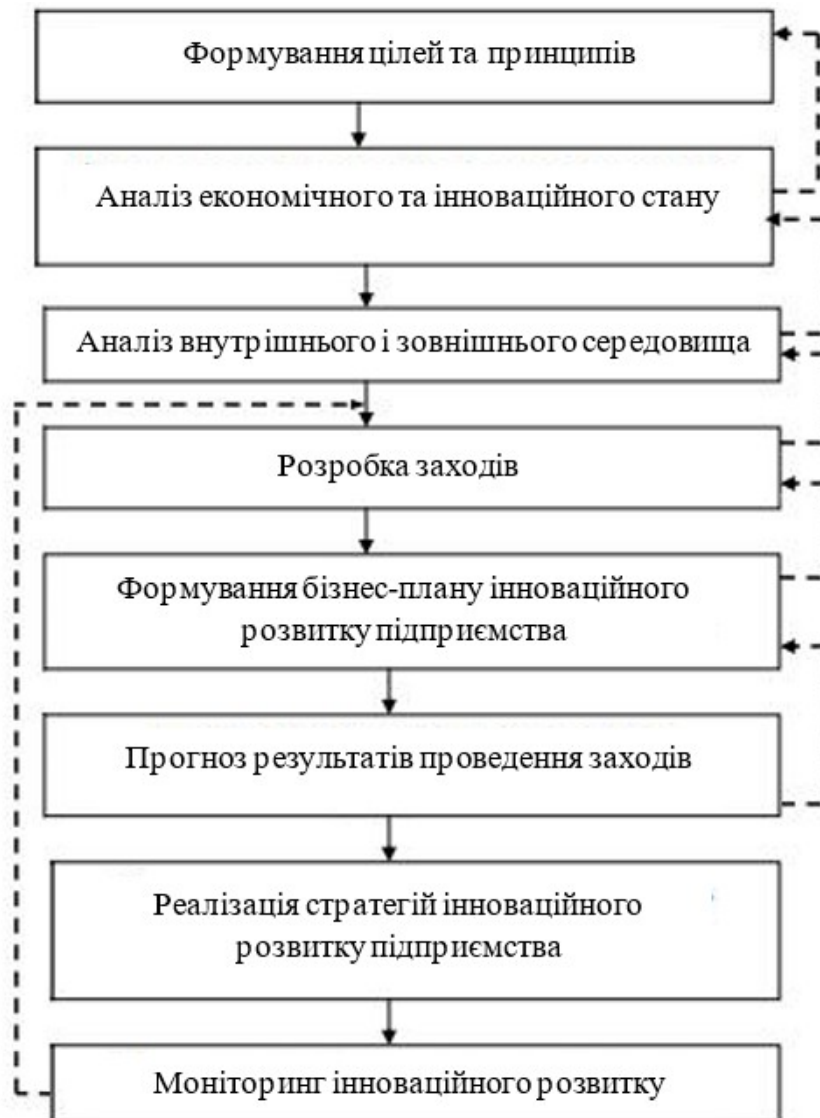 Формування цілей та принципів
Аналіз економічного та інноваційного стану
Аналіз внутрішнього і зовнішнього середовища
Розробка заходів
Формування бізнес-плану інноваційного
розвитку підприємства
Прогноз результатів проведення заходів
Реалізація стратегій інноваційного
розвитку підприємства
Моніторинг інноваційного розвитку